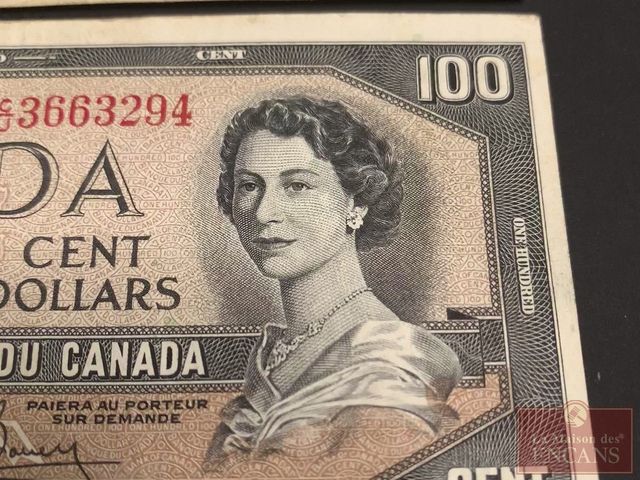 CENT
100
C/J3663294
DA
CENT
DOLLARS
ONE HUNDRED
DU CANADA
PAIERA AU PORTEUR
SUR DEMANDE
CENT
La Maison des
ENCANS